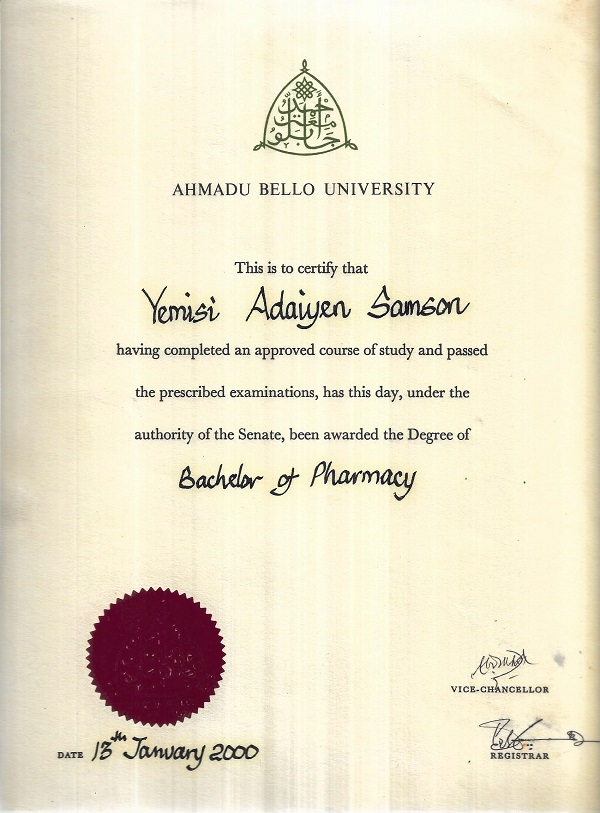 AHMADU BELLO UNIVERSITY
This is to certify that
Yemisi Adaiyen Samson
having completed an approved course of study and passed
the prescribed examinations, has this day, under the
authority of the Senate, been awarded the Degree of
Bachelor of Pharmacy
VICE-CHANCELLOR
DATE 13th January 2000
REGISTRAR